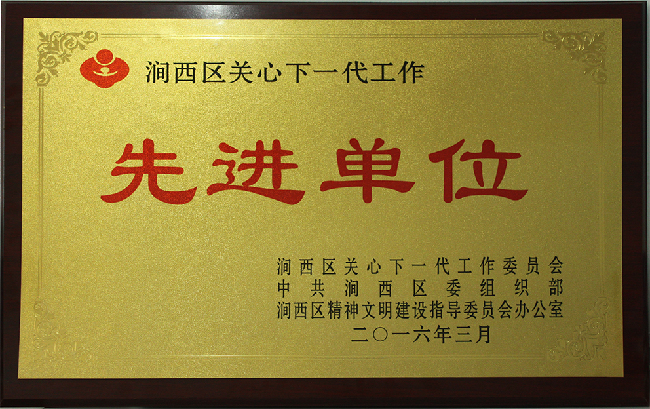 涧西区关心下一代工作
先进单位
涧西区关心下一代工作委员会
中共涧西区委组织部
涧西区精神文明建设指导委员会办公室
二〇一六年三月